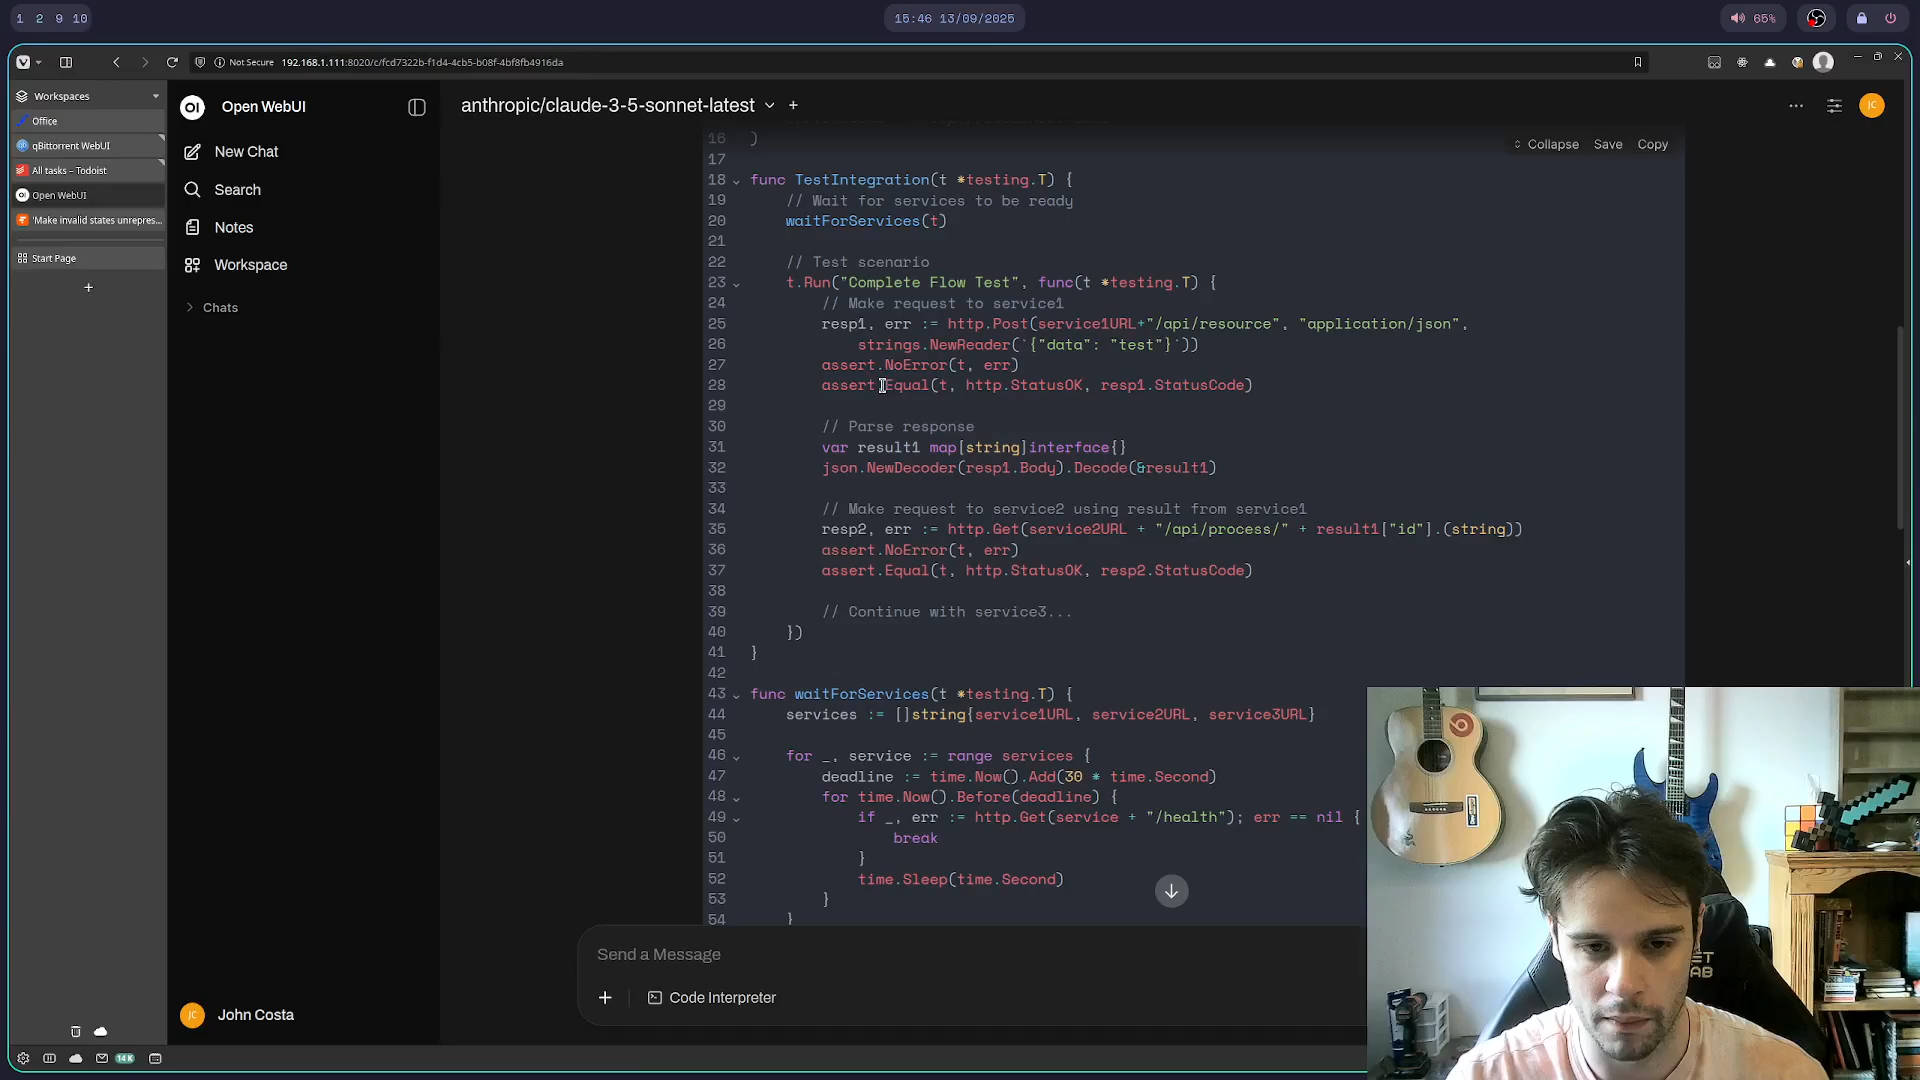 1 2 9 10
15:46 13/09/2025
65%
Not Secure 192.168.1.111:8020/c/fcd7322b-f1d4-4cb5-b08f-4bf8fb4916da
Workspaces
Office
qBittorrent WebUI
All tasks – Todoist
Open WebUI
'Make invalid states unrepres...
Start Page
OI Open WebUI
New Chat
Search
Notes
Workspace
Chats
JC John Costa
14 K
anthropic/claude-3-5-sonnet-latest
JC
Collapse Save Copy
16 )
17
18 func TestIntegration(t *testing.T) {
19 // Wait for services to be ready
20 waitForServices(t)
21
22 // Test scenario
23 t.Run("Complete Flow Test", func(t *testing.T) {
24 // Make request to service1
25 resp1, err := http.Post(service1URL+"/api/resource", "application/json",
26 strings.NewReader(`{"data": "test"}`))
27 assert.NoError(t, err)
28 assert.Equal(t, http.StatusOK, resp1.StatusCode)
29
30 // Parse response
31 var result1 map[string]interface{}
32 json.NewDecoder(resp1.Body).Decode(&result1)
33
34 // Make request to service2 using result from service1
35 resp2, err := http.Get(service2URL + "/api/process/" + result1["id"].(string))
36 assert.NoError(t, err)
37 assert.Equal(t, http.StatusOK, resp2.StatusCode)
38
39 // Continue with service3...
40 })
41 }
42
43 func waitForServices(t *testing.T) {
44 services := []string{service1URL, service2URL, service3URL}
45
46 for _, service := range services {
47 deadline := time.Now().Add(30 * time.Second)
48 for time.Now().Before(deadline) {
49 if _, err := http.Get(service + "/health"); err == nil {
50 break
51 }
52 time.Sleep(time.Second)
53 }
54 }
Send a Message
Code Interpreter